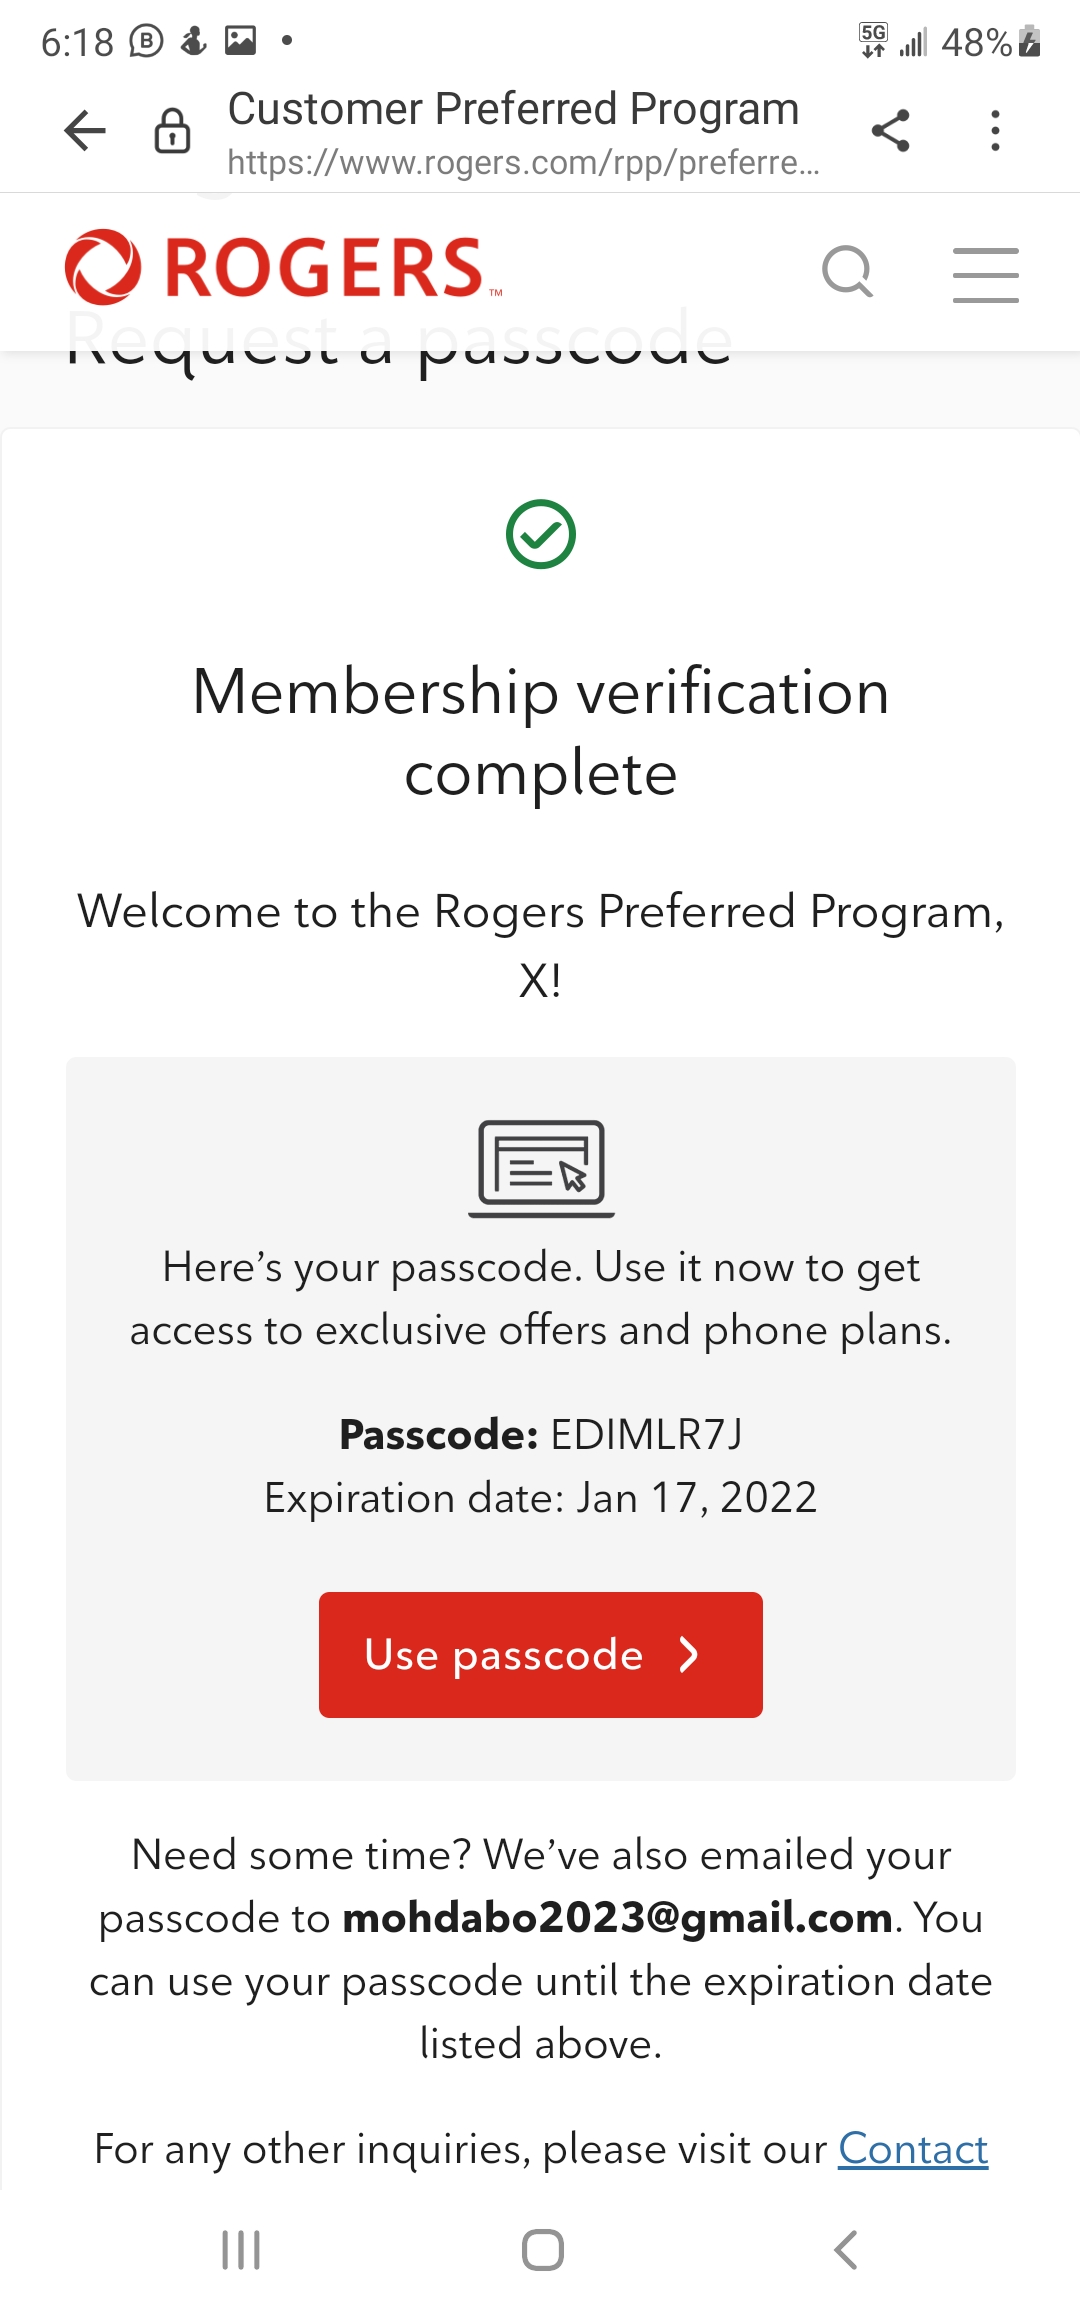 6:18
5G
48%
Customer Preferred Program
https://www.rogers.com/rpp/preferre...
ROGERS™
Request a passcode
Membership verification
complete
Welcome to the Rogers Preferred Program,
X!
Here’s your passcode. Use it now to get
access to exclusive offers and phone plans.
Passcode: EDIMLR7J
Expiration date: Jan 17, 2022
Use passcode
Need some time? We’ve also emailed your
passcode to mohdabo2023@gmail.com. You
can use your passcode until the expiration date
listed above.
For any other inquiries, please visit our Contact